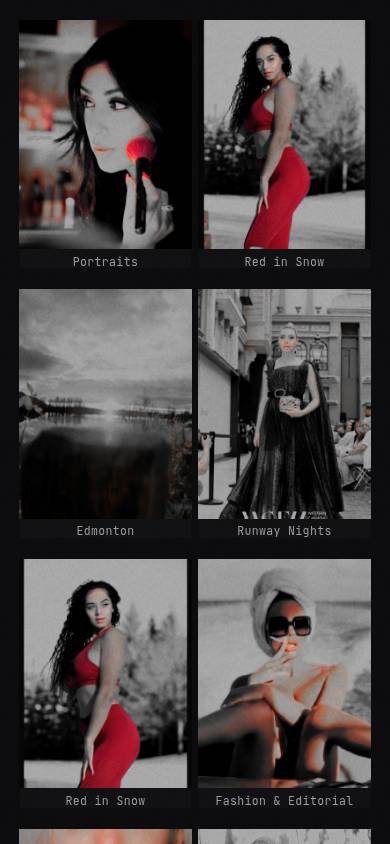 Portraits
Red in Snow
Edmonton
Runway Nights
Red in Snow
Fashion & Editorial